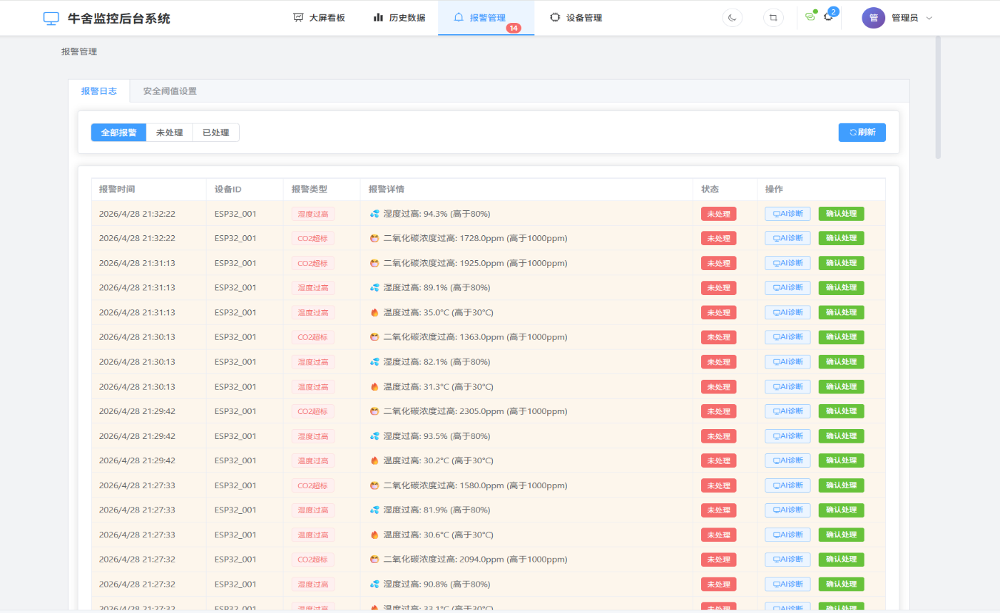 牛舍监控后台系统 大屏看板 历史数据 报警管理 14 设备管理 2 管 管理员
报警管理
报警日志 安全阈值设置
全部报警 未处理 已处理 刷新
报警时间 设备ID 报警类型 报警详情 状态 操作
2026/4/28 21:32:22 ESP32_001 湿度过高 💦 湿度过高: 94.3% (高于80%) 未处理 AI诊断 确认处理
2026/4/28 21:32:22 ESP32_001 CO2超标 😷 二氧化碳浓度过高: 1728.0ppm (高于1000ppm) 未处理 AI诊断 确认处理
2026/4/28 21:31:13 ESP32_001 CO2超标 😷 二氧化碳浓度过高: 1925.0ppm (高于1000ppm) 未处理 AI诊断 确认处理
2026/4/28 21:31:13 ESP32_001 湿度过高 💦 湿度过高: 89.1% (高于80%) 未处理 AI诊断 确认处理
2026/4/28 21:31:13 ESP32_001 温度过高 🔥 温度过高: 35.0°C (高于30°C) 未处理 AI诊断 确认处理
2026/4/28 21:30:13 ESP32_001 CO2超标 😷 二氧化碳浓度过高: 1363.0ppm (高于1000ppm) 未处理 AI诊断 确认处理
2026/4/28 21:30:13 ESP32_001 湿度过高 💦 湿度过高: 82.1% (高于80%) 未处理 AI诊断 确认处理
2026/4/28 21:30:13 ESP32_001 温度过高 🔥 温度过高: 31.3°C (高于30°C) 未处理 AI诊断 确认处理
2026/4/28 21:29:42 ESP32_001 CO2超标 😷 二氧化碳浓度过高: 2305.0ppm (高于1000ppm) 未处理 AI诊断 确认处理
2026/4/28 21:29:42 ESP32_001 湿度过高 💦 湿度过高: 93.5% (高于80%) 未处理 AI诊断 确认处理
2026/4/28 21:29:42 ESP32_001 温度过高 🔥 温度过高: 30.2°C (高于30°C) 未处理 AI诊断 确认处理
2026/4/28 21:27:33 ESP32_001 CO2超标 😷 二氧化碳浓度过高: 1580.0ppm (高于1000ppm) 未处理 AI诊断 确认处理
2026/4/28 21:27:33 ESP32_001 湿度过高 💦 湿度过高: 81.9% (高于80%) 未处理 AI诊断 确认处理
2026/4/28 21:27:33 ESP32_001 温度过高 🔥 温度过高: 30.6°C (高于30°C) 未处理 AI诊断 确认处理
2026/4/28 21:27:32 ESP32_001 CO2超标 😷 二氧化碳浓度过高: 2094.0ppm (高于1000ppm) 未处理 AI诊断 确认处理
2026/4/28 21:27:32 ESP32_001 湿度过高 💦 湿度过高: 90.8% (高于80%) 未处理 AI诊断 确认处理
2026/4/28 21:27:32 ESP32_001 温度过高 🔥 温度过高: 33.1°C (高于30°C) 未处理 AI诊断 确认处理